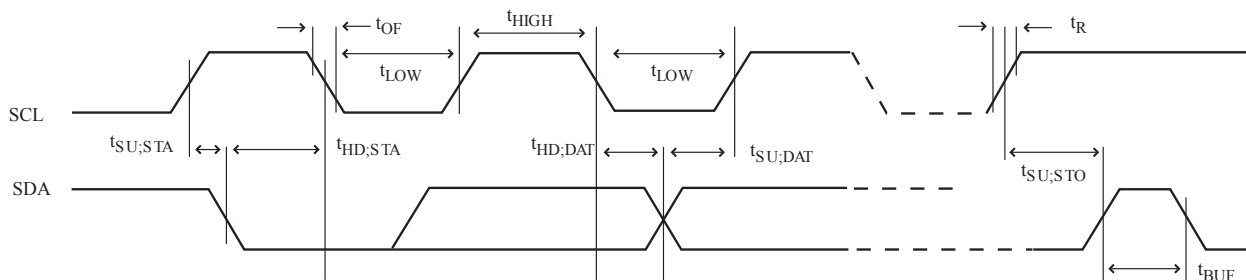 tOF
tHIGH
tR
tLOW
tLOW
SCL
tSU;STA
tHD;STA
tHD;DAT
tSU;DAT
tSU;STO
SDA
tBUF